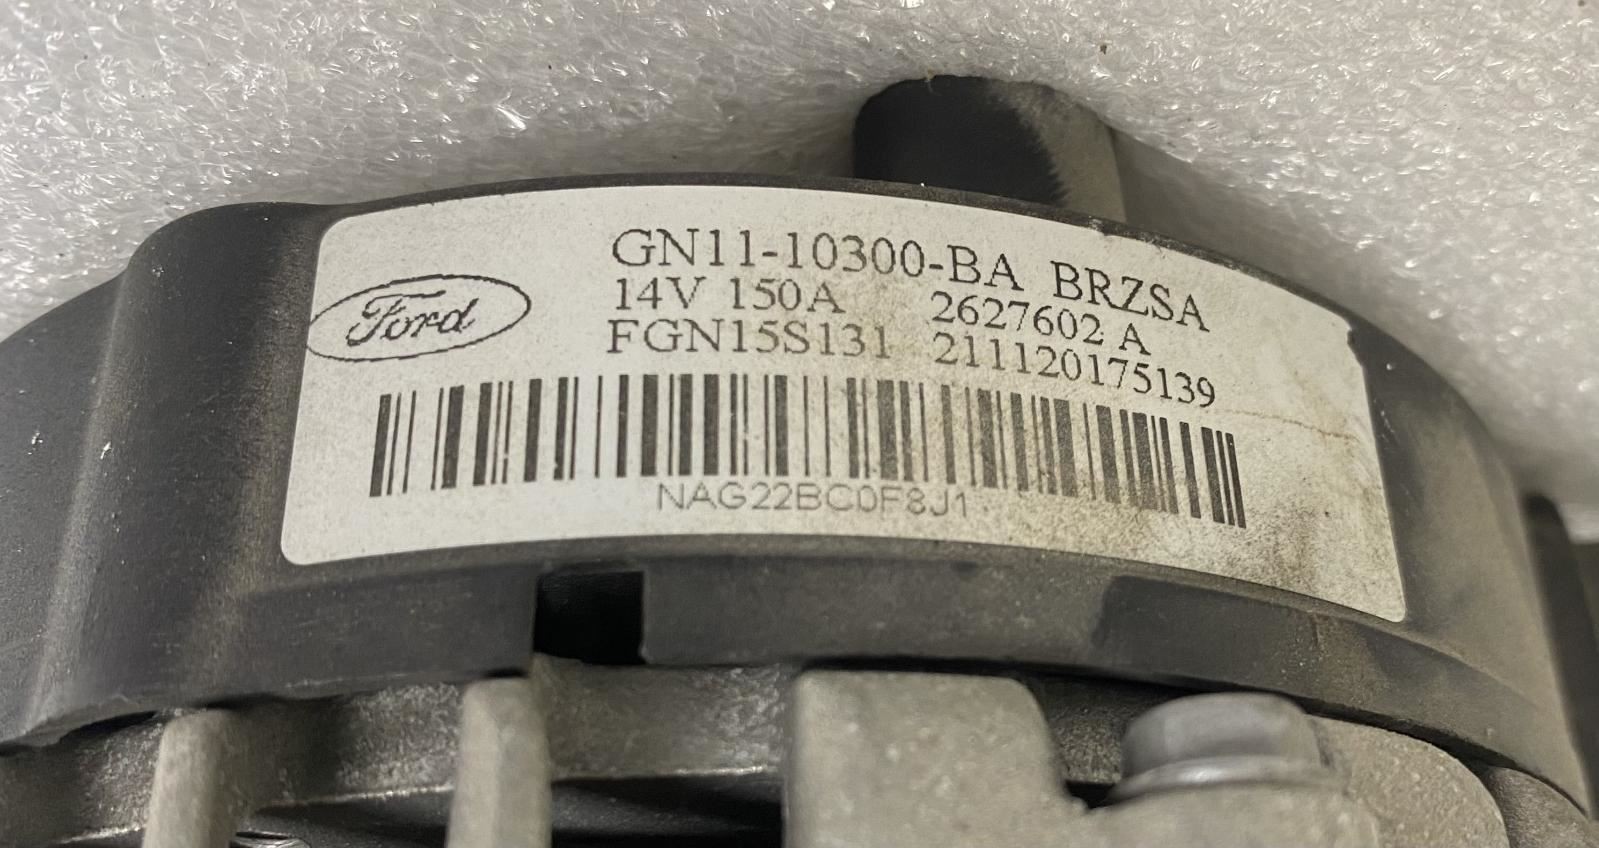 Ford
GN11-10300-BA BRZSA
14V 150A 2627602 A
FGN15S131 211120175139
NAG22BC0F8J1